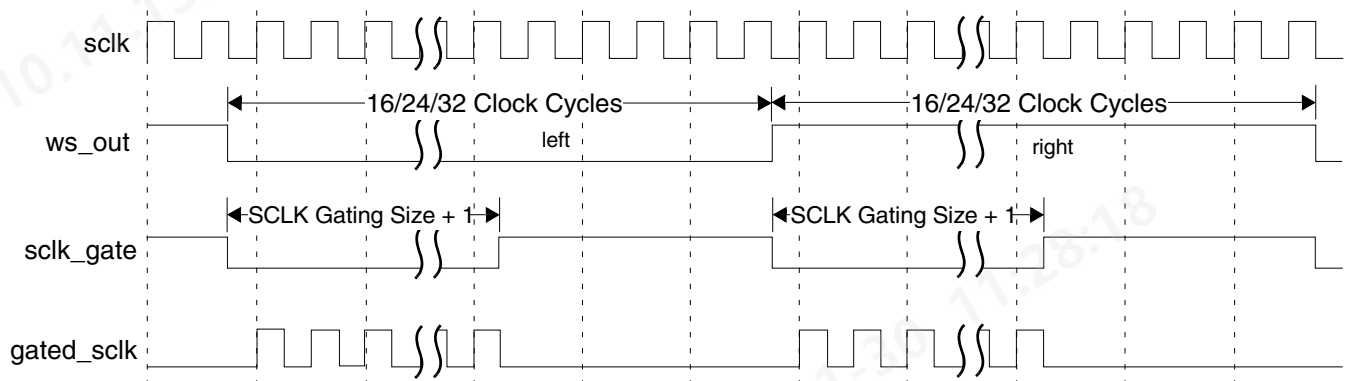 sclk
16/24/32 Clock Cycles 16/24/32 Clock Cycles
ws_out left right
SCLK Gating Size + 1 SCLK Gating Size + 1
sclk_gate
gated_sclk